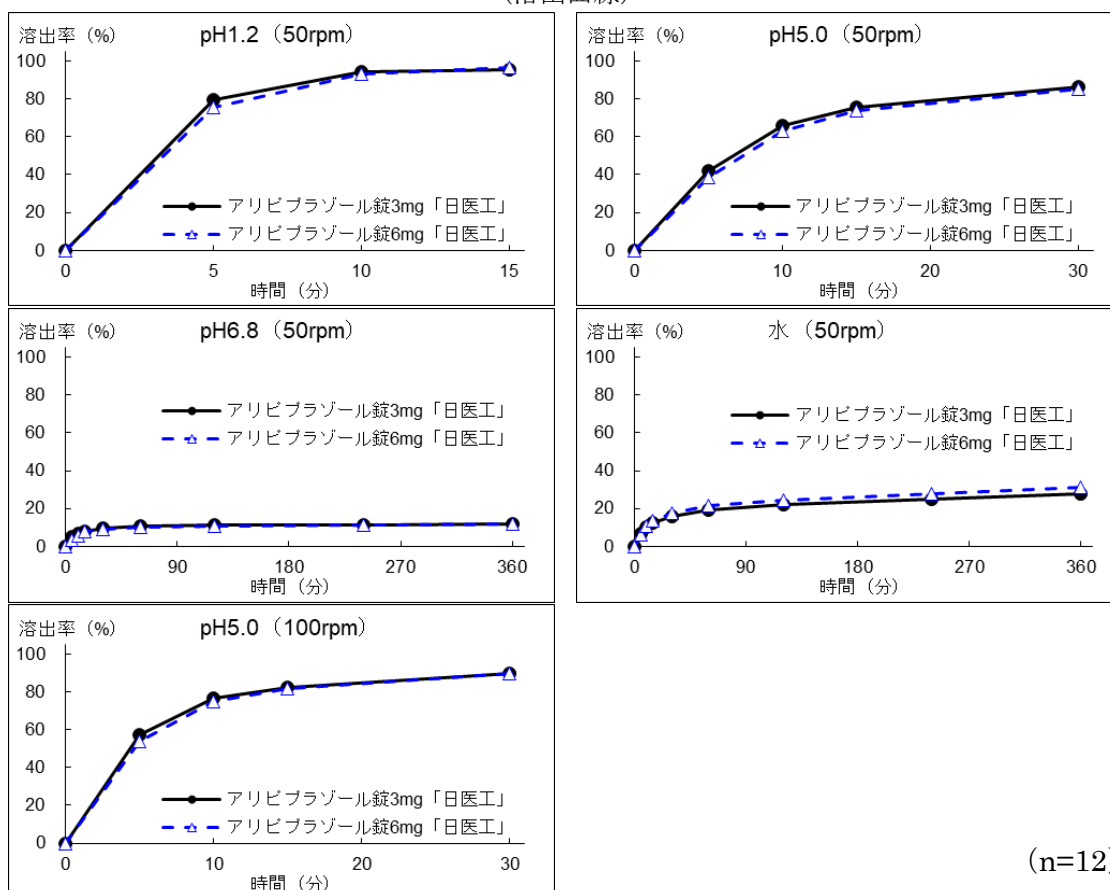 （溶出曲線）
溶出率（%） pH1.2（50rpm）
100
80
60
40
20
0
アリピプラゾール錠3mg「日医工」
アリピプラゾール錠6mg「日医工」
0 5 10 15
時間（分）
溶出率（%） pH5.0（50rpm）
100
80
60
40
20
0
アリピプラゾール錠3mg「日医工」
アリピプラゾール錠6mg「日医工」
0 10 20 30
時間（分）
溶出率（%） pH6.8（50rpm）
100
80
60
40
20
0
アリピプラゾール錠3mg「日医工」
アリピプラゾール錠6mg「日医工」
0 90 180 270 360
時間（分）
溶出率（%） 水（50rpm）
100
80
60
40
20
0
アリピプラゾール錠3mg「日医工」
アリピプラゾール錠6mg「日医工」
0 90 180 270 360
時間（分）
溶出率（%） pH5.0（100rpm）
100
80
60
40
20
0
アリピプラゾール錠3mg「日医工」
アリピプラゾール錠6mg「日医工」
0 10 20 30
時間（分）
(n=12)